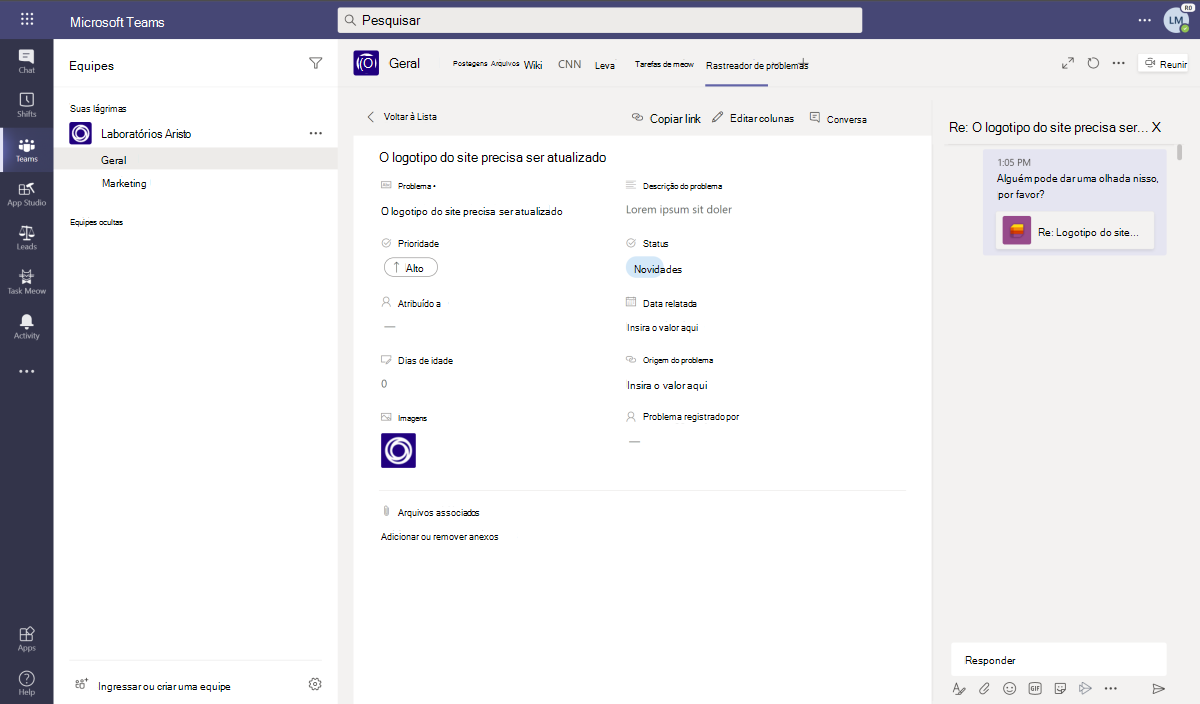 Microsoft Teams
Pesquisar
R0
LM
Chat
Shifts
Teams
App Studio
Leads
Task Meow
Activity
Apps
Help
Equipes
Suas lágrimas
Laboratórios Aristo
Geral
Marketing
Equipes ocultas
Ingressar ou criar uma equipe
Geral
Postagens Arquivos Wiki CNN Leva Tarefas de meow Rastreador de problemas
Reunir
Voltar à Lista
Copiar link
Editar colunas
Conversa
O logotipo do site precisa ser atualizado
Problema •
O logotipo do site precisa ser atualizado
Descrição do problema
Lorem ipsum sit doler
Prioridade
Alto
Status
Novidades
Atribuído a
—
Data relatada
Insira o valor aqui
Dias de idade
0
Origem do problema
Insira o valor aqui
Imagens
Problema registrado por
—
Arquivos associados
Adicionar ou remover anexos
Re: O logotipo do site precisa ser... X
1:05 PM
Alguém pode dar uma olhada nisso,
por favor?
Re: Logotipo do site...
Responder
GIF